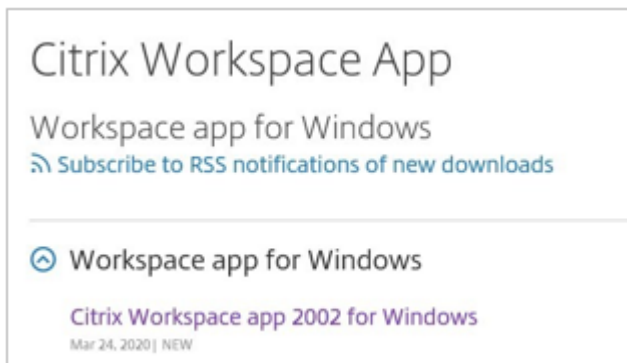 Citrix Workspace App
Workspace app for Windows
Subscribe to RSS notifications of new downloads
Workspace app for Windows
Citrix Workspace app 2002 for Windows
Mar 24, 2020 | NEW